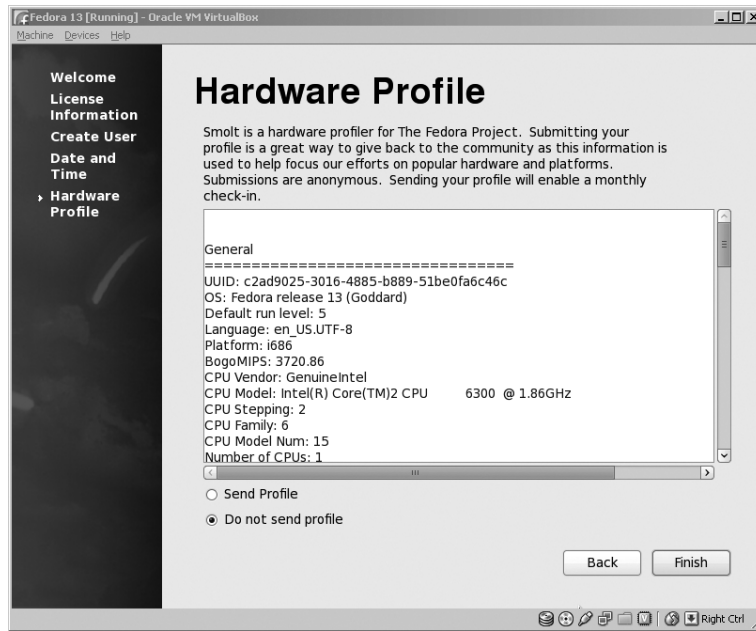 Fedora 13 [Running] - Oracle VM VirtualBox
Machine Devices Help
Welcome
License
Information
Create User
Date and
Time
Hardware
Profile
Hardware Profile
Smolt is a hardware profiler for The Fedora Project. Submitting your
profile is a great way to give back to the community as this information is
used to help focus our efforts on popular hardware and platforms.
Submissions are anonymous. Sending your profile will enable a monthly
check-in.
General
=================================
UUID: c2ad9025-3016-4885-b889-51be0fa6c46c
OS: Fedora release 13 (Goddard)
Default run level: 5
Language: en_US.UTF-8
Platform: i686
BogoMIPS: 3720.86
CPU Vendor: GenuineIntel
CPU Model: Intel(R) Core(TM)2 CPU 6300 @ 1.86GHz
CPU Stepping: 2
CPU Family: 6
CPU Model Num: 15
Number of CPUs: 1
Send Profile
Do not send profile
Back Finish
Right Ctrl